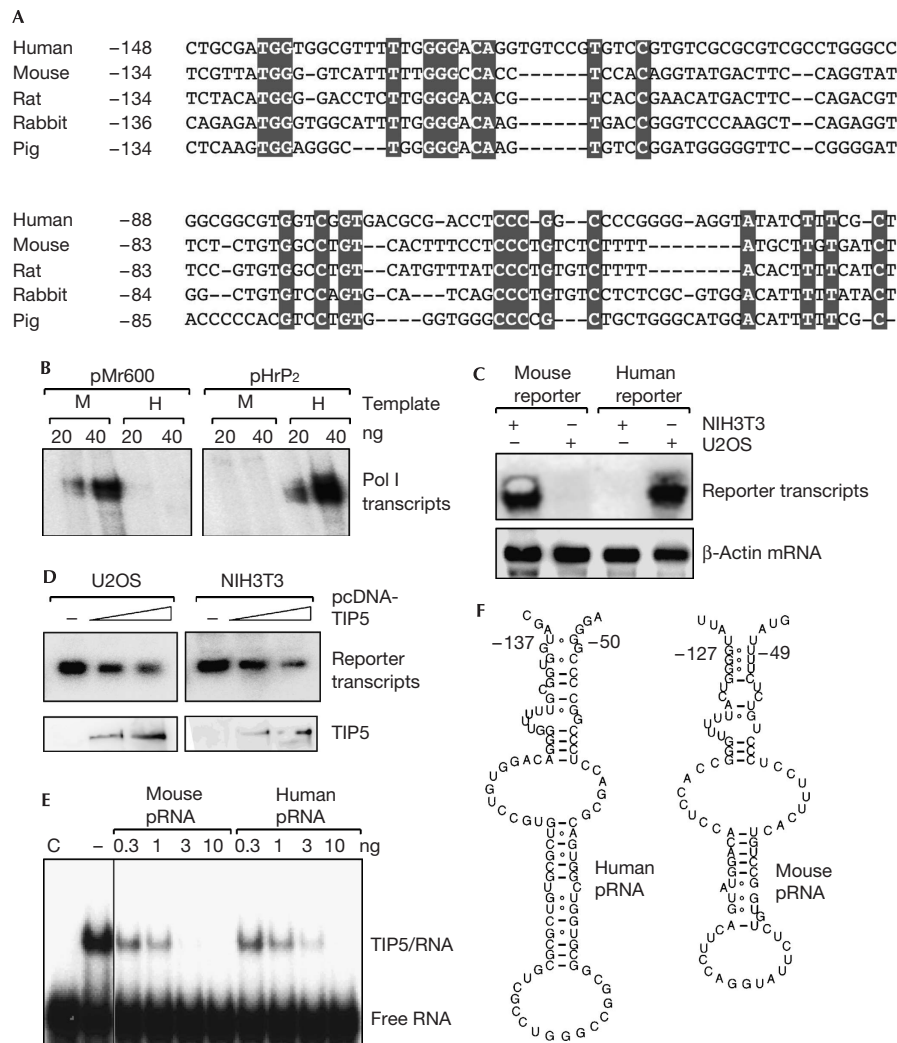 A
Human −148 CTGCGATGGTGGCGTTTTTGGGGACAGGTGTCCGTGTCCGTGTCGCGCGTCGCCTGGGCC
Mouse −134 TCGTTATGGG-GTCATTTTTGGGCCACC------TCCACAGGTATGACTTC--CAGGTAT
Rat −134 TCTACATGGG-GACCTCTTGGGGACACG------TCACCGAACATGACTTC--CAGACGT
Rabbit −136 CAGAGATGGGTGGCATTTTGGGGACAAG------TGACCGGGTCCCAAGCT--CAGAGGT
Pig −134 CTCAAGTGGAGGGC---TGGGGGACAAG------TGTCCGGATGGGGGTTC--CGGGGAT
Human −88 GGCGGCGTGGTCGGTGACGCG-ACCTCCC-GG--CCCCGGGG-AGGTATATCTTTCG-CT
Mouse −83 TCT-CTGTGGCCTGT--CACTTTCCTCCCTGTCTCTTTT--------ATGCTTGTGATCT
Rat −83 TCC-GTGTGGCCTGT--CATGTTTATCCCTGTGTCTTTT--------ACACTTTTCATCT
Rabbit −84 GG--CTGTGTCCAGTG-CA---TCAGCCCTGTGTCCTCTCGC-GTGGACATTTTTATACT
Pig −85 ACCCCCACGTCCTGTG----GGTGGGCCCCG---CTGCTGGGCATGGACATTTTTCG-C-
B
pMr600 pHrP2
M H M H Template
20 40 20 40 20 40 20 40 ng
Pol I
transcripts
C
Mouse
reporter
Human
reporter
+ − + − NIH3T3
− + − + U2OS
Reporter transcripts
β-Actin mRNA
D
U2OS NIH3T3 pcDNA-
TIP5
− −
Reporter
transcripts
TIP5
E
Mouse
pRNA
Human
pRNA
C − 0.3 1 3 10 0.3 1 3 10 ng
TIP5/RNA
Free RNA
F
−137 −50
−127 −49
Human
pRNA
Mouse
pRNA